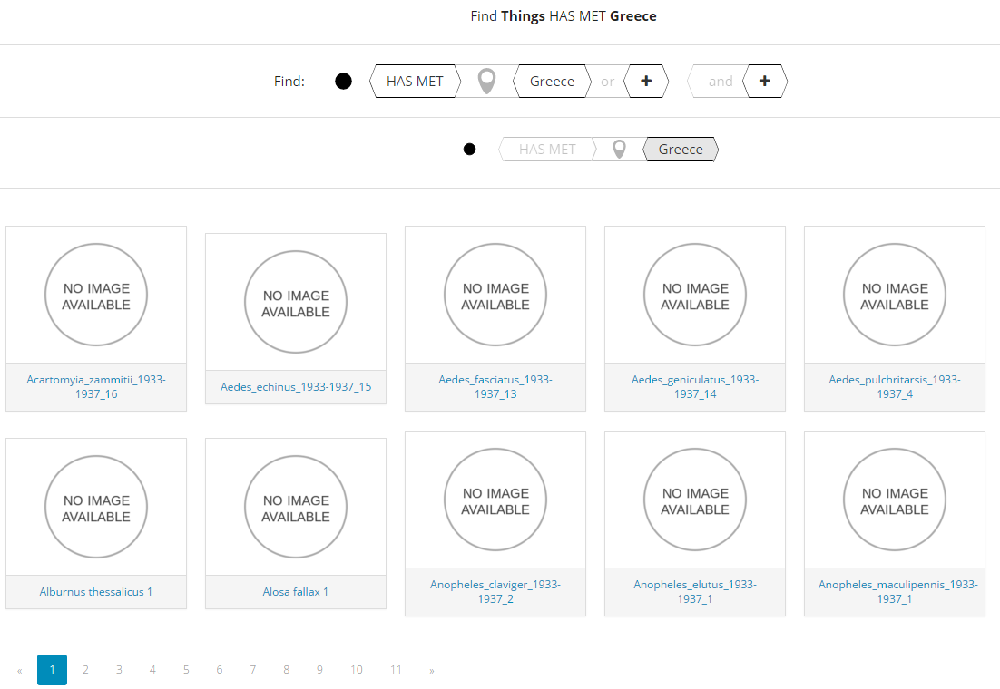 Find Things HAS MET Greece
Find: HAS MET Greece or + and +
HAS MET Greece
NO IMAGE
AVAILABLE
NO IMAGE
AVAILABLE
NO IMAGE
AVAILABLE
NO IMAGE
AVAILABLE
NO IMAGE
AVAILABLE
Acartomyia_zammitii_1933-
1937_16
Aedes_echinus_1933-1937_15
Aedes_fasciatus_1933-
1937_13
Aedes_geniculatus_1933-
1937_14
Aedes_pulchritarsis_1933-
1937_4
NO IMAGE
AVAILABLE
NO IMAGE
AVAILABLE
NO IMAGE
AVAILABLE
NO IMAGE
AVAILABLE
NO IMAGE
AVAILABLE
Alburnus thessalicus 1
Alosa fallax 1
Anopheles_claviger_1933-
1937_2
Anopheles_elutus_1933-
1937_1
Anopheles_maculipennis_1933-
1937_1
« 1 2 3 4 5 6 7 8 9 10 11 »